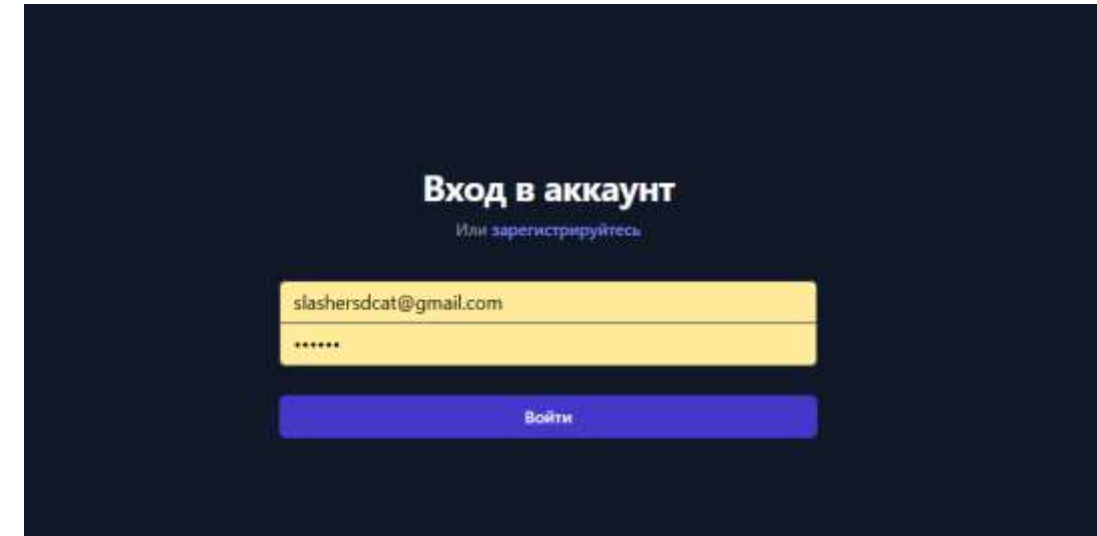 Вход в аккаунт
Или зарегистрируйтесь
slashersdcat@gmail.com
••••••
Войти